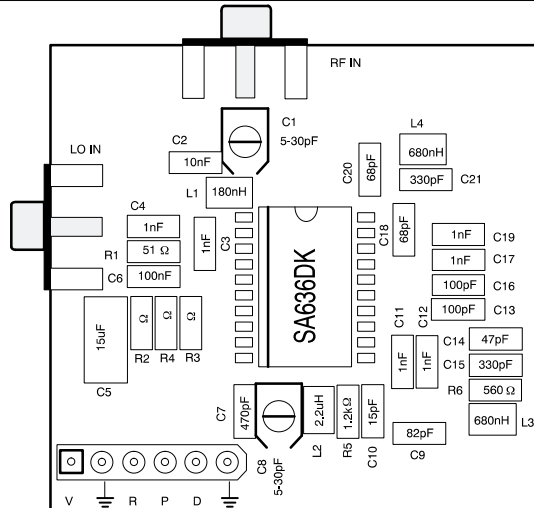 RF IN
C1
5-30pF
C2
10nF
LO IN
L1
180nH
C20
68pF
L4
680nH
330pF
C21
C4
1nF
R1
51 Ω
C6
100nF
1nF
C3
SA636DK
C18
68pF
1nF
C19
1nF
C17
100pF
C16
100pF
C13
15uF
C5
Ω
Ω
Ω
R2
R4
R3
C11
C12
1nF
1nF
C14
47pF
C15
330pF
R6
560 Ω
680nH
L3
C7
470pF
C8
5-30pF
2.2uH
L2
1.2kΩ
R5
15pF
C10
82pF
C9
V
R
P
D